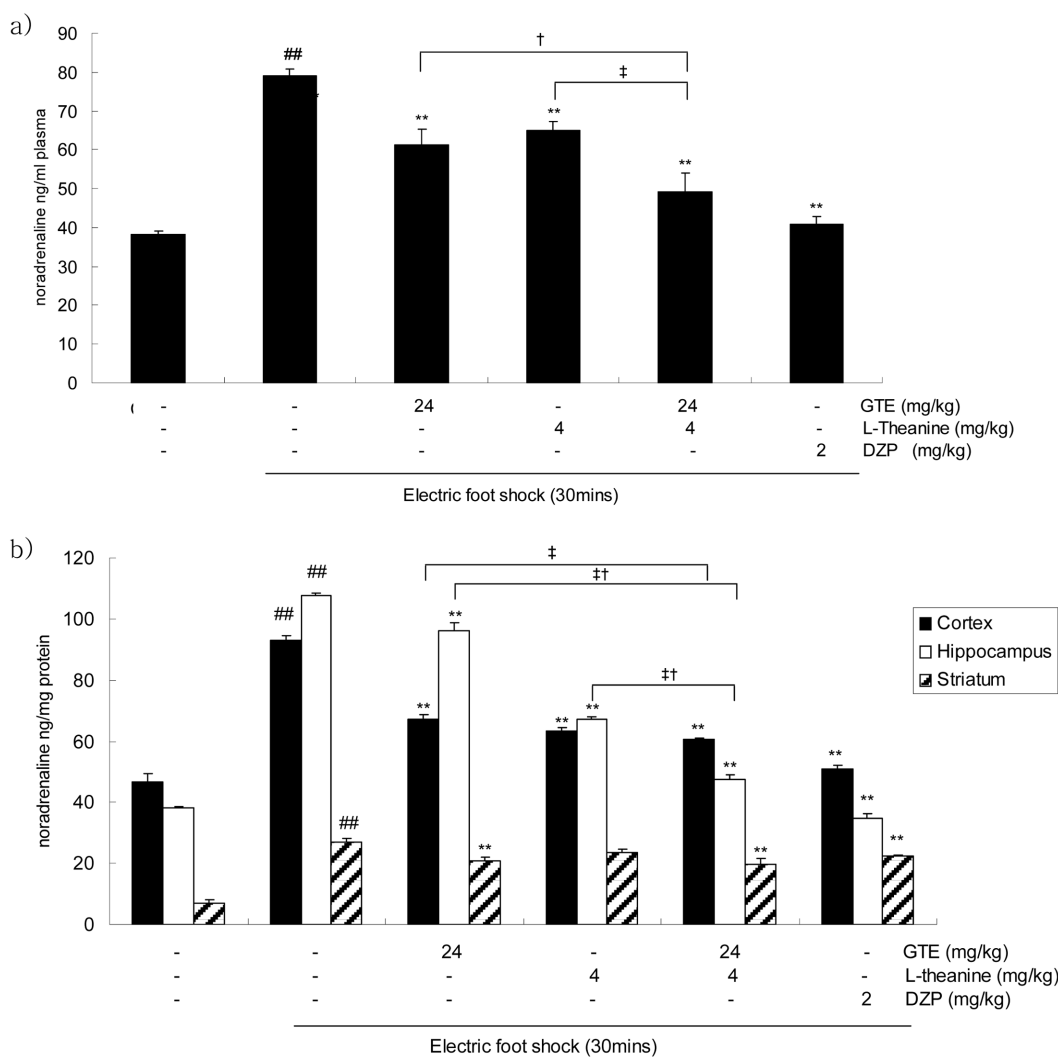 a)
noradrenaline ng/ml plasma
90
80
70
60
50
40
30
20
10
0
##
**
**
**
**
†
‡
- - 24 - 24 - GTE (mg/kg)
- - - 4 4 - L-Theanine (mg/kg)
- - - - - 2 DZP (mg/kg)
Electric foot shock (30mins)
b)
noradrenaline ng/mg protein
120
100
80
60
40
20
0
##
##
##
**
**
**
**
**
**
**
**
**
**
**
‡
‡†
‡†
Cortex
Hippocampus
Striatum
- - 24 - 24 - GTE (mg/kg)
- - - 4 4 - L-theanine (mg/kg)
- - - - - 2 DZP (mg/kg)
Electric foot shock (30mins)